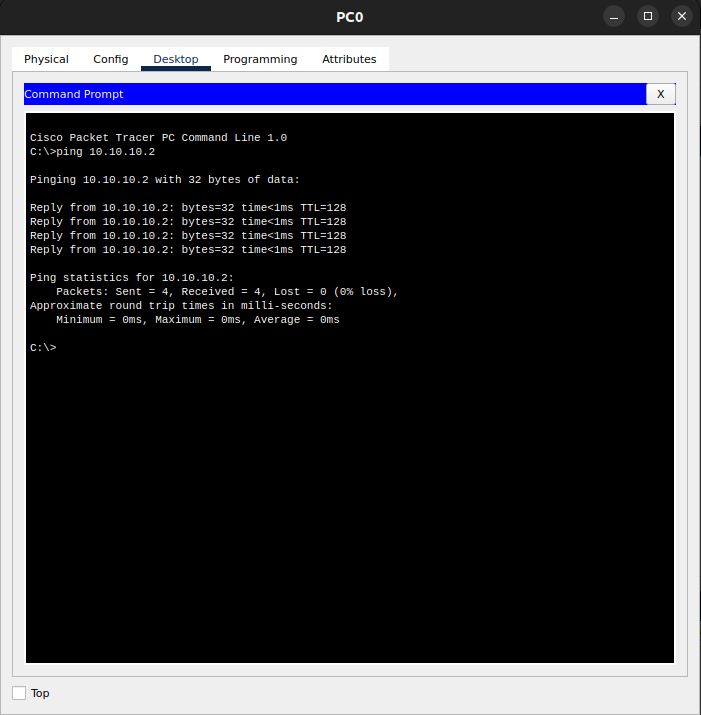 PC0
Physical Config Desktop Programming Attributes
Command Prompt X
Cisco Packet Tracer PC Command Line 1.0
C:\>ping 10.10.10.2
Pinging 10.10.10.2 with 32 bytes of data:
Reply from 10.10.10.2: bytes=32 time<1ms TTL=128
Reply from 10.10.10.2: bytes=32 time<1ms TTL=128
Reply from 10.10.10.2: bytes=32 time<1ms TTL=128
Reply from 10.10.10.2: bytes=32 time<1ms TTL=128
Ping statistics for 10.10.10.2:
Packets: Sent = 4, Received = 4, Lost = 0 (0% loss),
Approximate round trip times in milli-seconds:
Minimum = 0ms, Maximum = 0ms, Average = 0ms
C:\>
Top